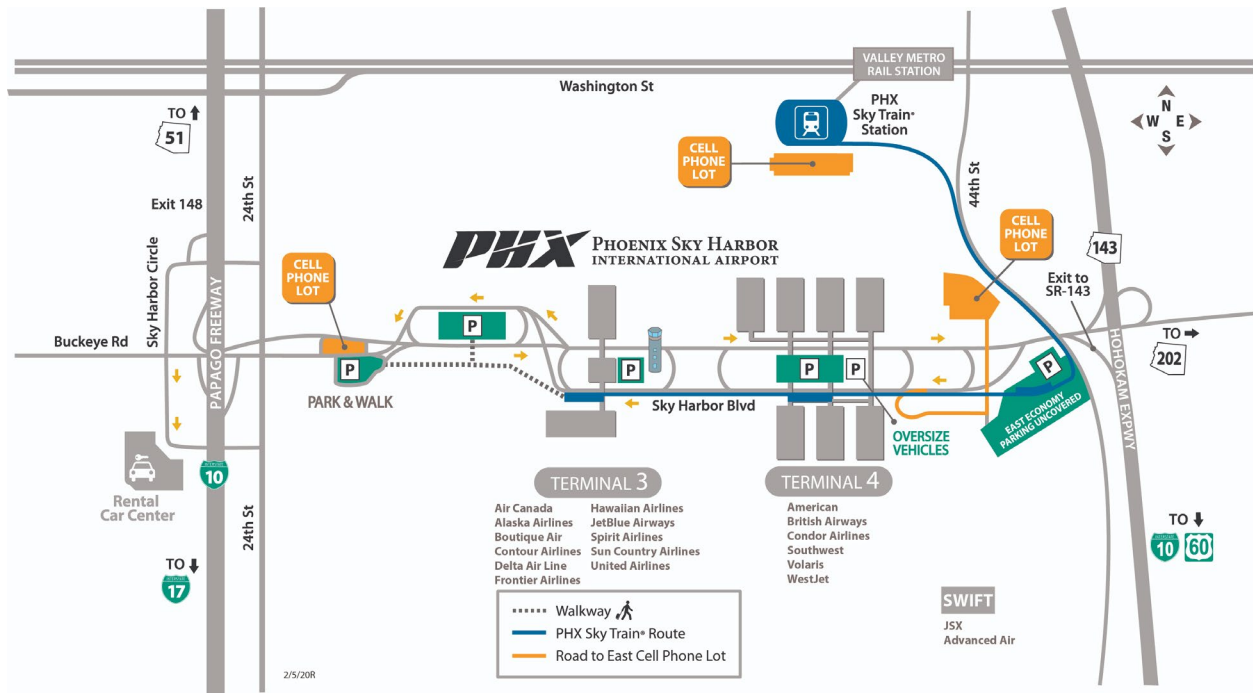 VALLEY METRO
RAIL STATION
Washington St
PHX
Sky Train®
Station
N
W E
S
TO
51
CELL
PHONE
LOT
24th St
44th St
Exit 148
CELL
PHONE
LOT
143
PHX PHOENIX SKY HARBOR
INTERNATIONAL AIRPORT
Sky Harbor Circle
PAPAGO FREEWAY
CELL
PHONE
LOT
Exit to
SR-143
P
Buckeye Rd
TO
202
HOHOKAM EXPWY
P
P
P
P
P
PARK & WALK
Sky Harbor Blvd
EAST ECONOMY
PARKING UNCOVERED
OVERSIZE
VEHICLES
INTERSTATE
10
Rental
Car Center
24th St
TO
INTERSTATE
17
TERMINAL 3
Air Canada
Alaska Airlines
Boutique Air
Contour Airlines
Delta Air Line
Frontier Airlines
Hawaiian Airlines
JetBlue Airways
Spirit Airlines
Sun Country Airlines
United Airlines
TERMINAL 4
American
British Airways
Condor Airlines
Southwest
Volaris
WestJet
TO
INTERSTATE
10
60
SWIFT
JSX
Advanced Air
Walkway
PHX Sky Train® Route
Road to East Cell Phone Lot
2/5/20R